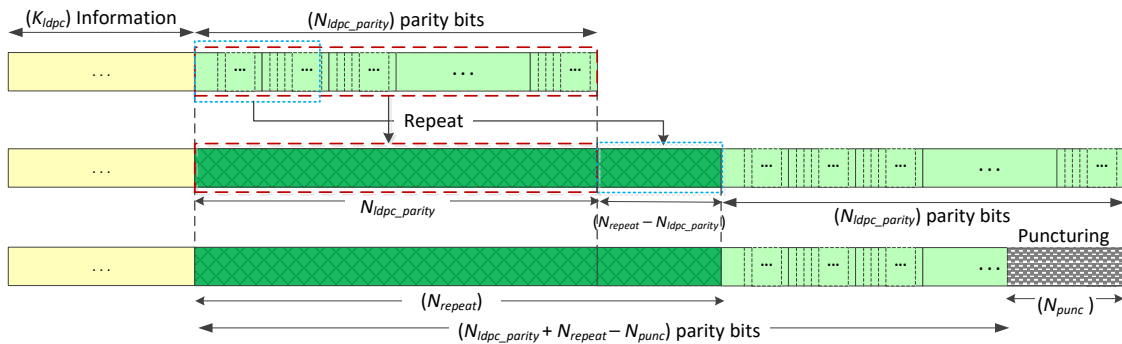 (K_ldpc) Information (N_ldpc_parity) parity bits
... ... ... ... ... ...
Repeat
... ... ... ... ...
N_ldpc_parity (N_repeat – N_ldpc_parity) (N_ldpc_parity) parity bits
Puncturing
... ... ... ... ...
(N_repeat) (N_punc )
(N_ldpc_parity + N_repeat – N_punc) parity bits